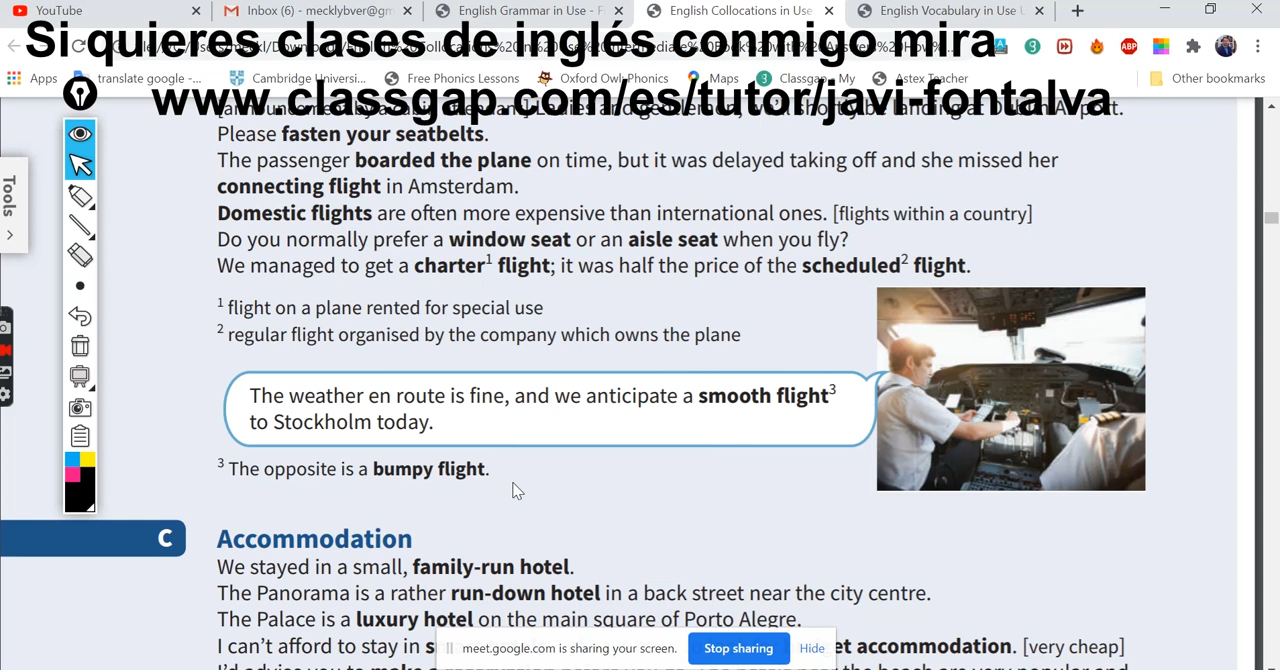 YouTube
Inbox (6) - mecklybver@gm
English Grammar in Use - F
English Collocations in Use
English Vocabulary in Use
Si quieres clases de inglés conmigo mira
Apps
translate google -...
Cambridge Universi...
Free Phonics Lessons
Oxford Owl-Phonics
Maps
Classgap - My
Astex Teacher
Other bookmarks
www.classgap.com/es/tutor/javi-fontalva
Please fasten your seatbelts.
The passenger boarded the plane on time, but it was delayed taking off and she missed her
connecting flight in Amsterdam.
Domestic flights are often more expensive than international ones. [flights within a country]
Do you normally prefer a window seat or an aisle seat when you fly?
We managed to get a charter¹ flight; it was half the price of the scheduled² flight.
¹ flight on a plane rented for special use
² regular flight organised by the company which owns the plane
The weather en route is fine, and we anticipate a smooth flight³
to Stockholm today.
³ The opposite is a bumpy flight.
Tools
C
Accommodation
We stayed in a small, family-run hotel.
The Panorama is a rather run-down hotel in a back street near the city centre.
The Palace is a luxury hotel on the main square of Porto Alegre.
I can't afford to stay in accommodation. [very cheap]
meet.google.com is sharing your screen.
Stop sharing
Hide